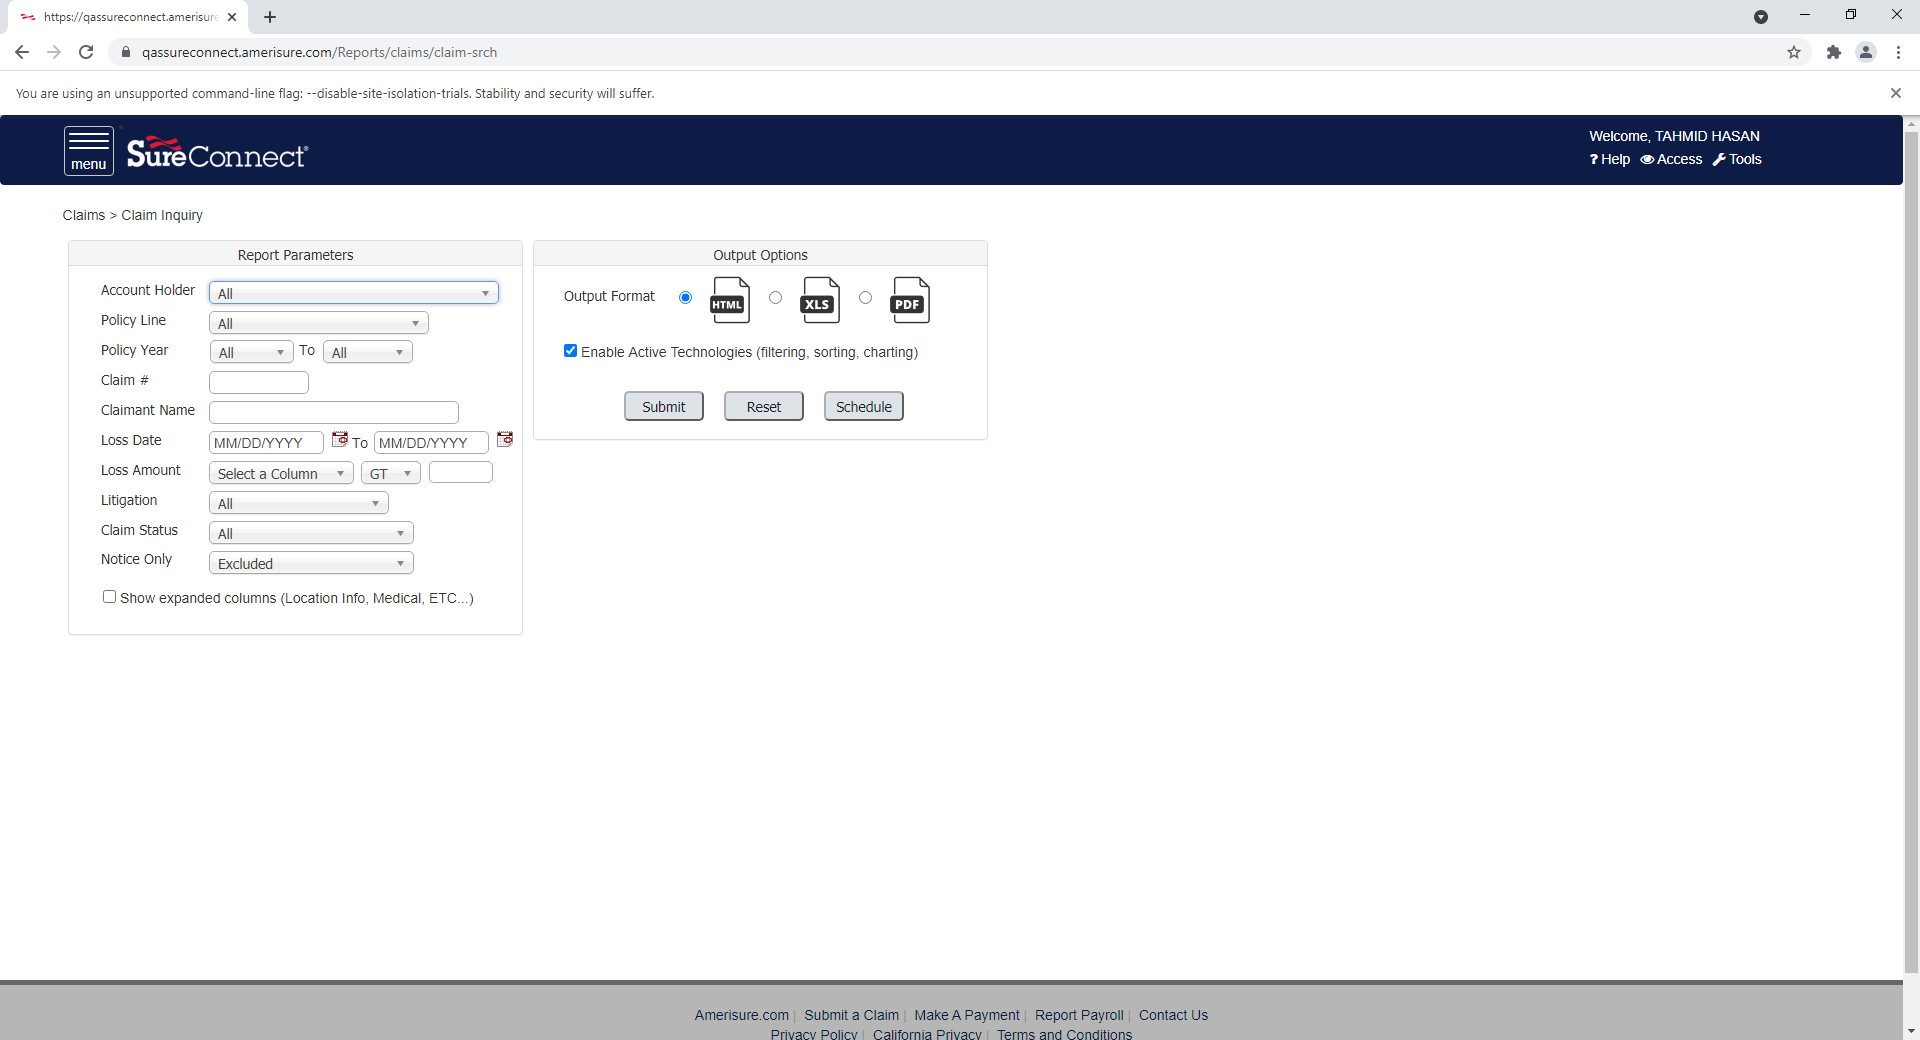 https://qassureconnect.amerisure
qassureconnect.amerisure.com/Reports/claims/claim-srch
You are using an unsupported command-line flag: --disable-site-isolation-trials. Stability and security will suffer.
menu
SureConnect®
Welcome, TAHMID HASAN
? Help Access Tools
Claims > Claim Inquiry
Report Parameters
Account Holder All
Policy Line All
Policy Year All To All
Claim #
Claimant Name
Loss Date MM/DD/YYYY To MM/DD/YYYY
Loss Amount Select a Column GT
Litigation All
Claim Status All
Notice Only Excluded
Show expanded columns (Location Info, Medical, ETC...)
Output Options
Output Format HTML XLS PDF
Enable Active Technologies (filtering, sorting, charting)
Submit Reset Schedule
Amerisure.com | Submit a Claim | Make A Payment | Report Payroll | Contact Us
Privacy Policy | California Privacy | Terms and Conditions